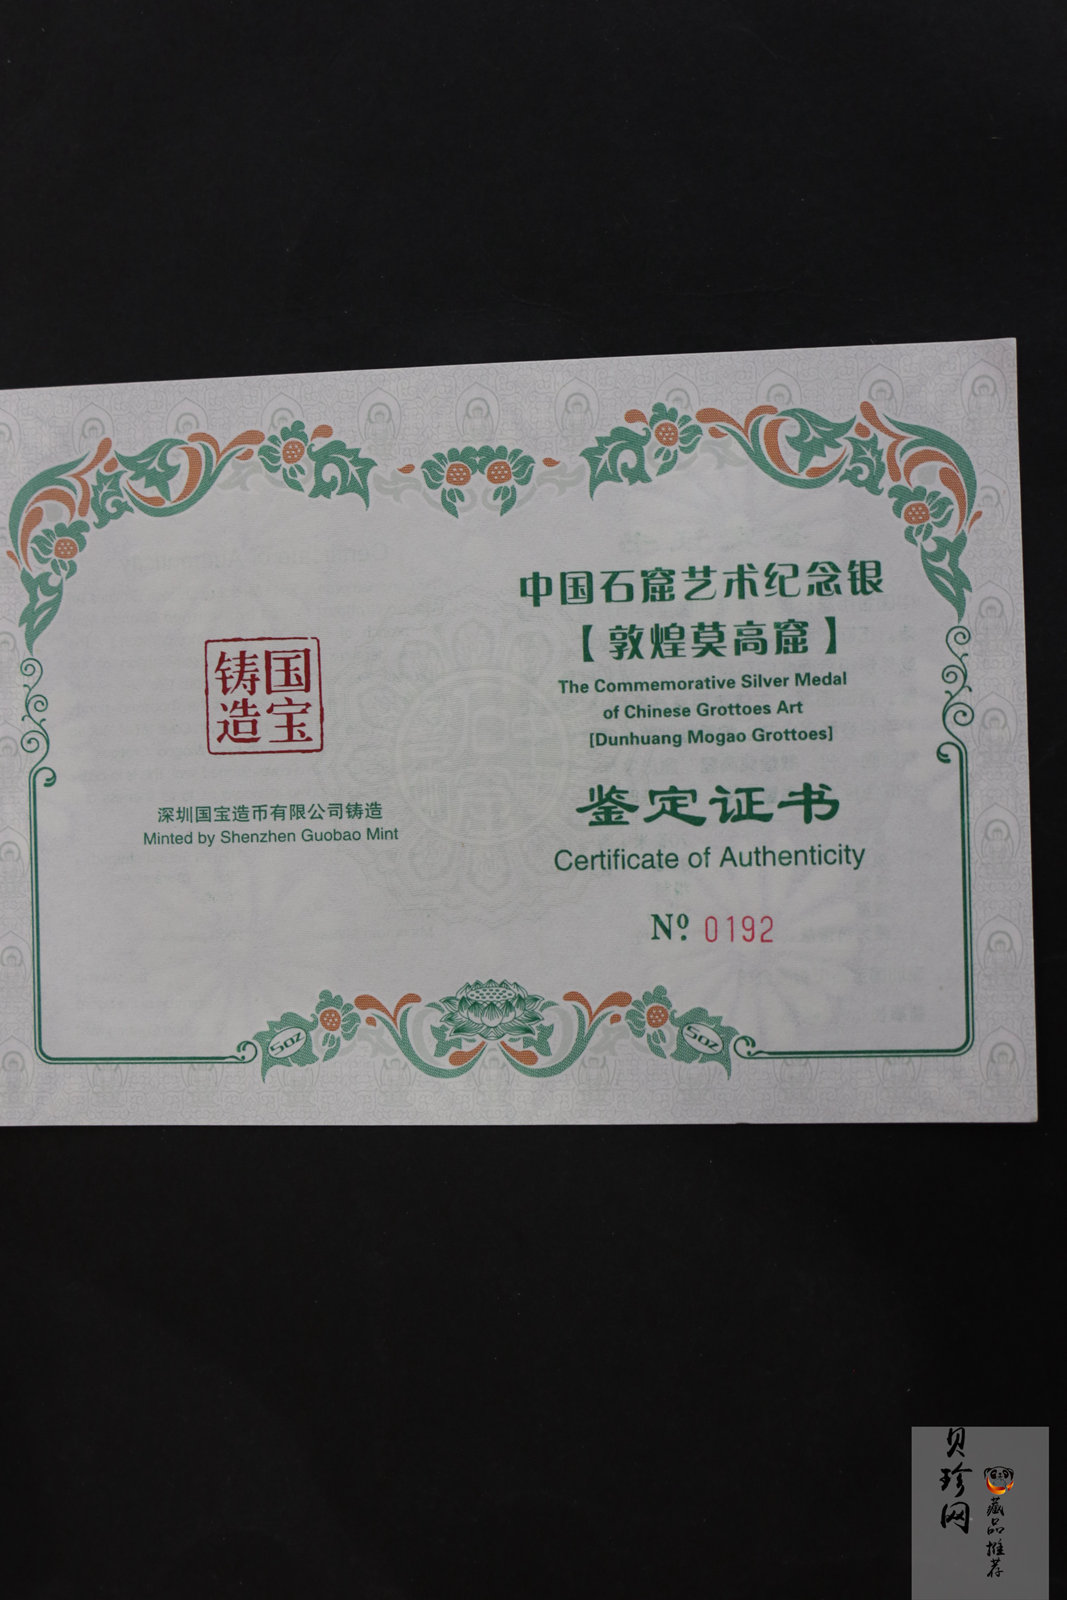 国宝
铸造
深圳国宝造币有限公司铸造
Minted by Shenzhen Guobao Mint
中国石窟艺术纪念银
【敦煌莫高窟】
The Commemorative Silver Medal
of Chinese Grottoes Art
[Dunhuang Mogao Grottoes]
鉴定证书
Certificate of Authenticity
Nº 0192
5oz
5oz
贝珍网
藏品推荐